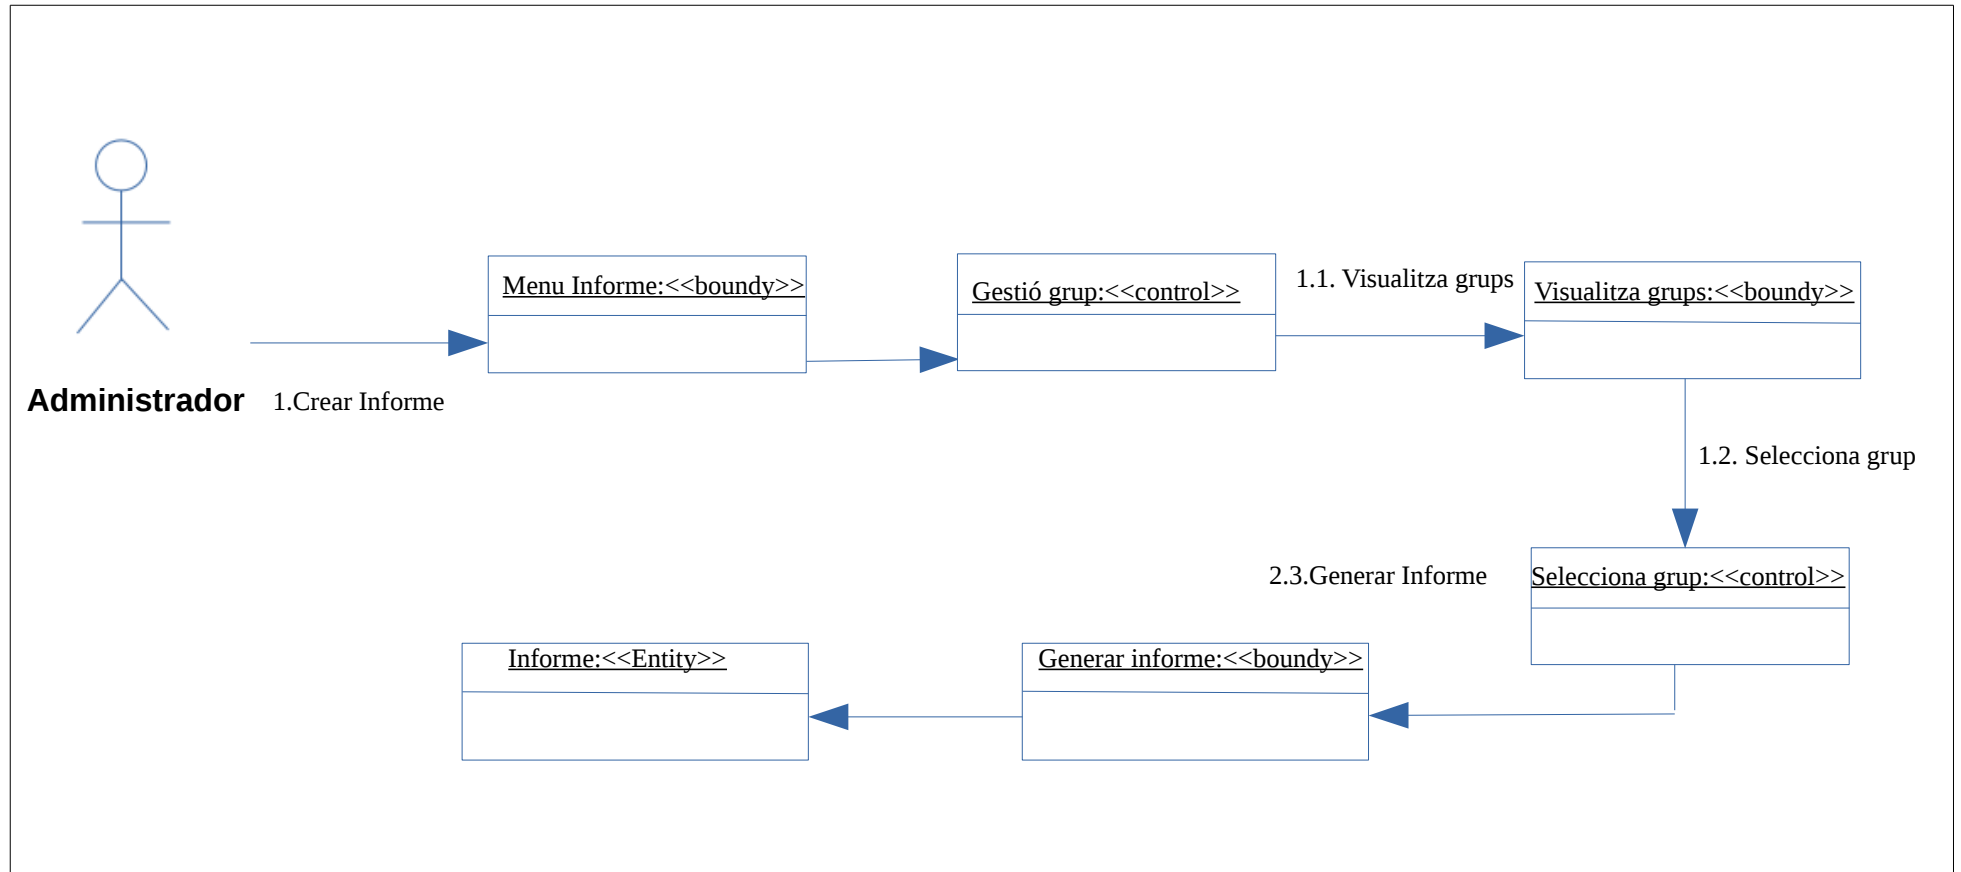 Menu Informe:<<boundy>>
Gestió grup:<<control>>
1.1. Visualitza grups
Visualitza grups:<<boundy>>
Administrador
1.Crear Informe
1.2. Selecciona grup
2.3.Generar Informe
Selecciona grup:<<control>>
Informe:<<Entity>>
Generar informe:<<boundy>>